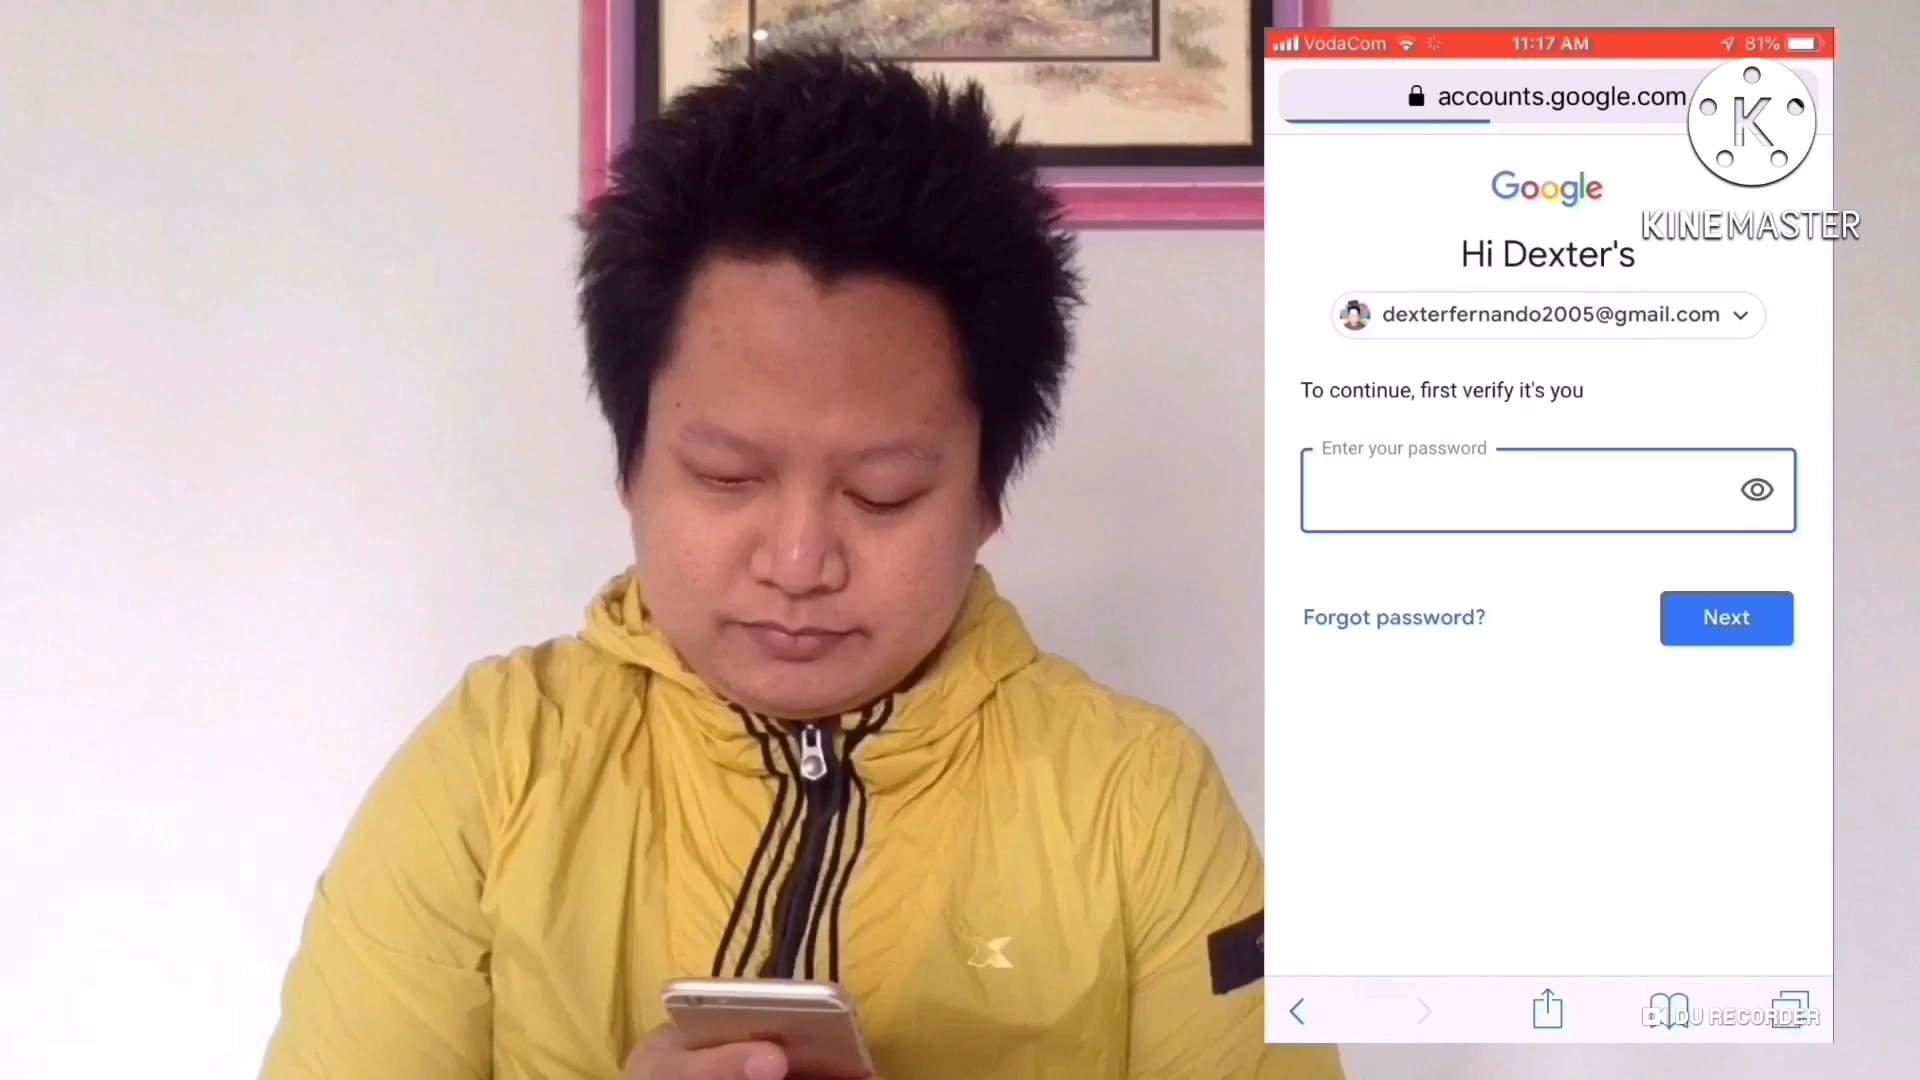 VodaCom
11:17 AM
81%
accounts.google.com
K
KINEMASTER
Google
Hi Dexter's
dexterfernando2005@gmail.com
To continue, first verify it's you
Enter your password
Forgot password?
Next
DU RECORDER